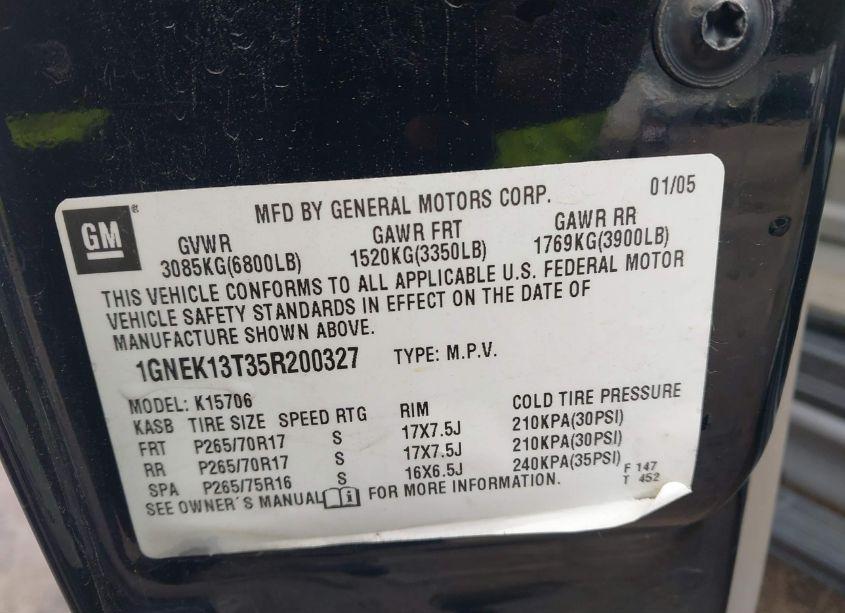 GM ® MFD BY GENERAL MOTORS CORP. 01/05
GVWR GAWR FRT GAWR RR
3085KG(6800LB) 1520KG(3350LB) 1769KG(3900LB)
THIS VEHICLE CONFORMS TO ALL APPLICABLE U.S. FEDERAL MOTOR
VEHICLE SAFETY STANDARDS IN EFFECT ON THE DATE OF
MANUFACTURE SHOWN ABOVE.
1GNEK13T35R200327 TYPE: M.P.V.
MODEL: K15706
KASB TIRE SIZE SPEED RTG RIM COLD TIRE PRESSURE
FRT P265/70R17 S 17X7.5J 210KPA(30PSI)
RR P265/70R17 S 17X7.5J 210KPA(30PSI)
SPA P265/75R16 S 16X6.5J 240KPA(35PSI)
SEE OWNER´S MANUAL i FOR MORE INFORMATION.
F 147
T 452